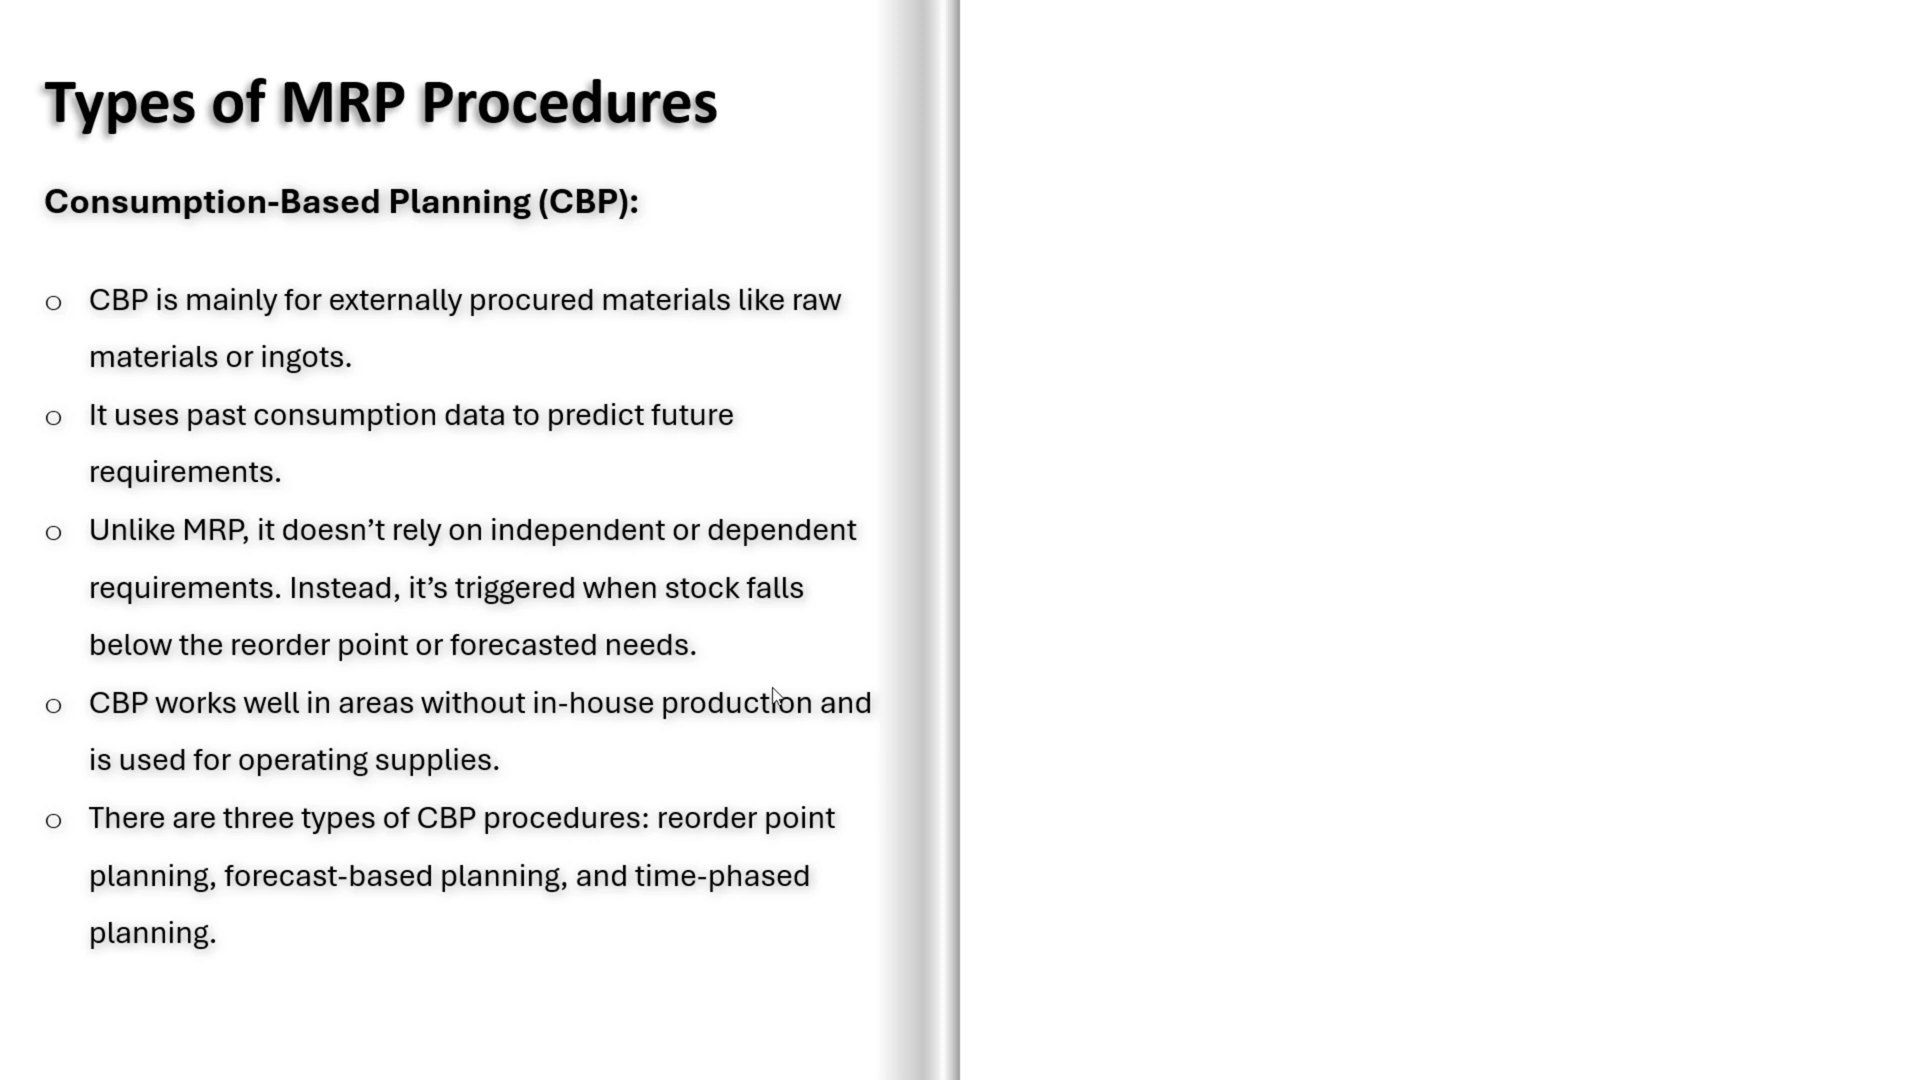 Types of MRP Procedures
Consumption-Based Planning (CBP):
o CBP is mainly for externally procured materials like raw
materials or ingots.
o It uses past consumption data to predict future
requirements.
o Unlike MRP, it doesn’t rely on independent or dependent
requirements. Instead, it’s triggered when stock falls
below the reorder point or forecasted needs.
o CBP works well in areas without in-house production and
is used for operating supplies.
o There are three types of CBP procedures: reorder point
planning, forecast-based planning, and time-phased
planning.